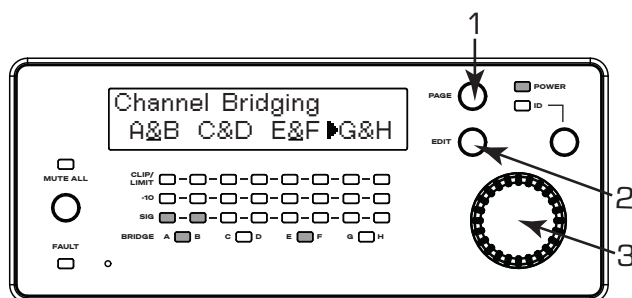 1
PAGE
POWER
ID
Channel Bridging
A&B C&D E&F G&H
EDIT
2
MUTE ALL
CLIP/
LIMIT
-10
SIG
BRIDGE A B C D E F G H
3
FAULT